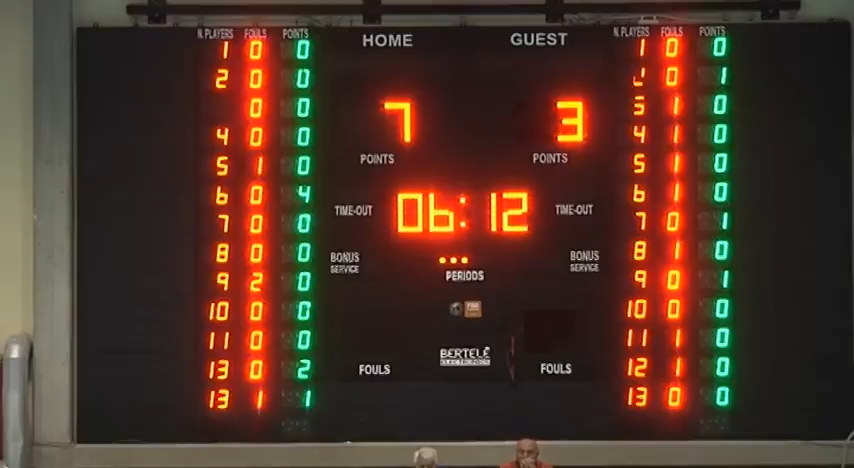 N. PLAYERS FOULS POINTS HOME GUEST N. PLAYERS FOULS POINTS
1 0 0 1 0 0
2 0 0 0 1
0 0 7 3 5 1 0
4 0 0 4 1 0
5 1 0 POINTS POINTS 5 1 0
6 0 4 6 1 0
7 0 0 TIME-OUT 06:12 TIME-OUT 7 0 1
8 0 0 BONUS SERVICE BONUS SERVICE 8 1 0
9 2 0 PERIODS 9 0 1
10 0 0 10 0 0
11 0 0 11 1 0
BERTELÈ
ELECTRONICS
13 0 2 FOULS FOULS 12 1 0
13 1 1 13 0 0